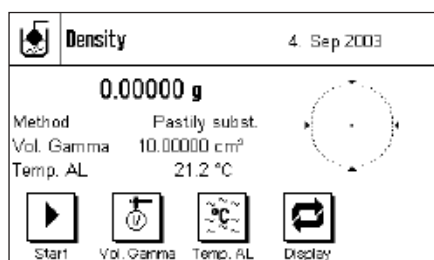 Density 4. Sep 2003
0.00000 g
Method Pastily subst.
Vol. Gamma 10.00000 cm³
Temp. AL 21.2 °C
°C
Start Vol. Gamma Temp. AL Display